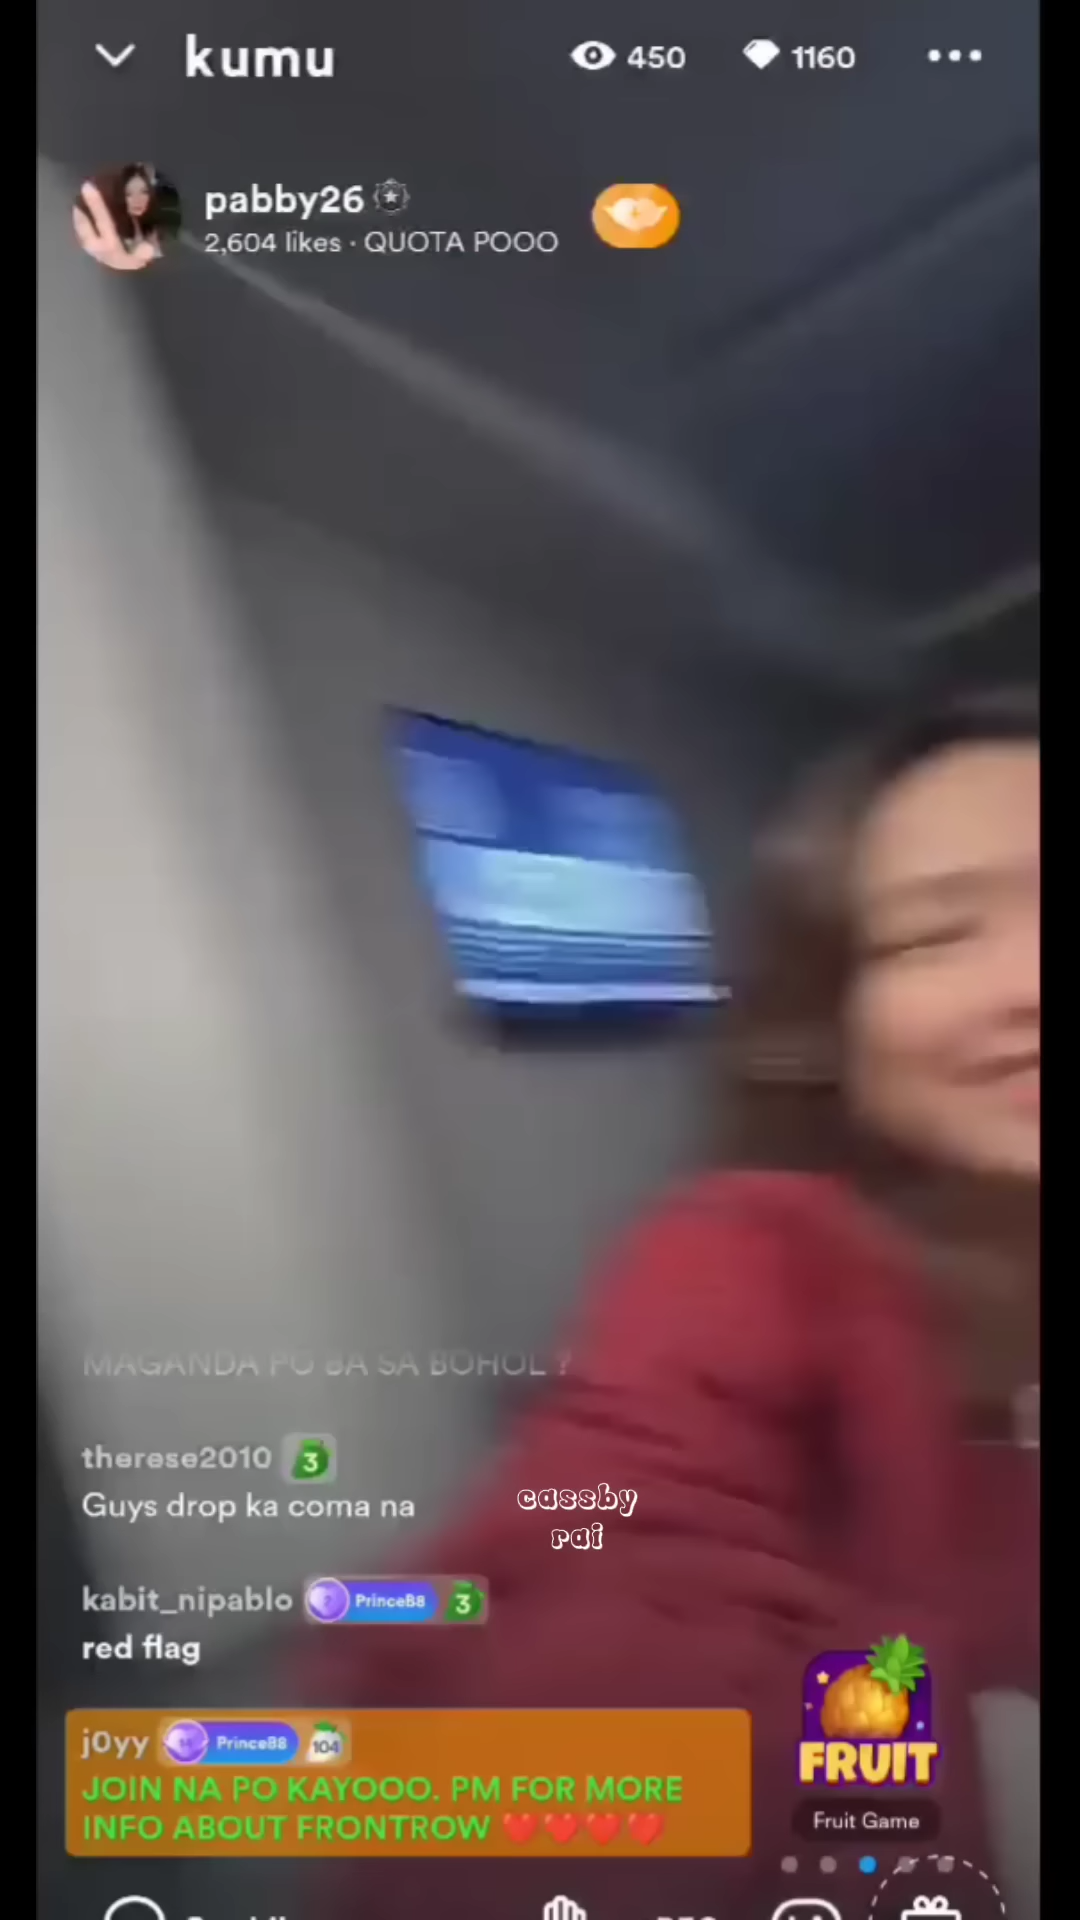 kumu
450
1160
pabby26
2,604 likes · QUOTA POOO
MAGANDA PO BA SA BOHOL ?
therese2010 3
Guys drop ka coma na
cassby
rai
kabit_nipablo PrinceB8 3
red flag
j0yy PrinceB8 104
JOIN NA PO KAYOOO. PM FOR MORE
INFO ABOUT FRONTROW ❤️❤️❤️❤️
FRUIT
Fruit Game